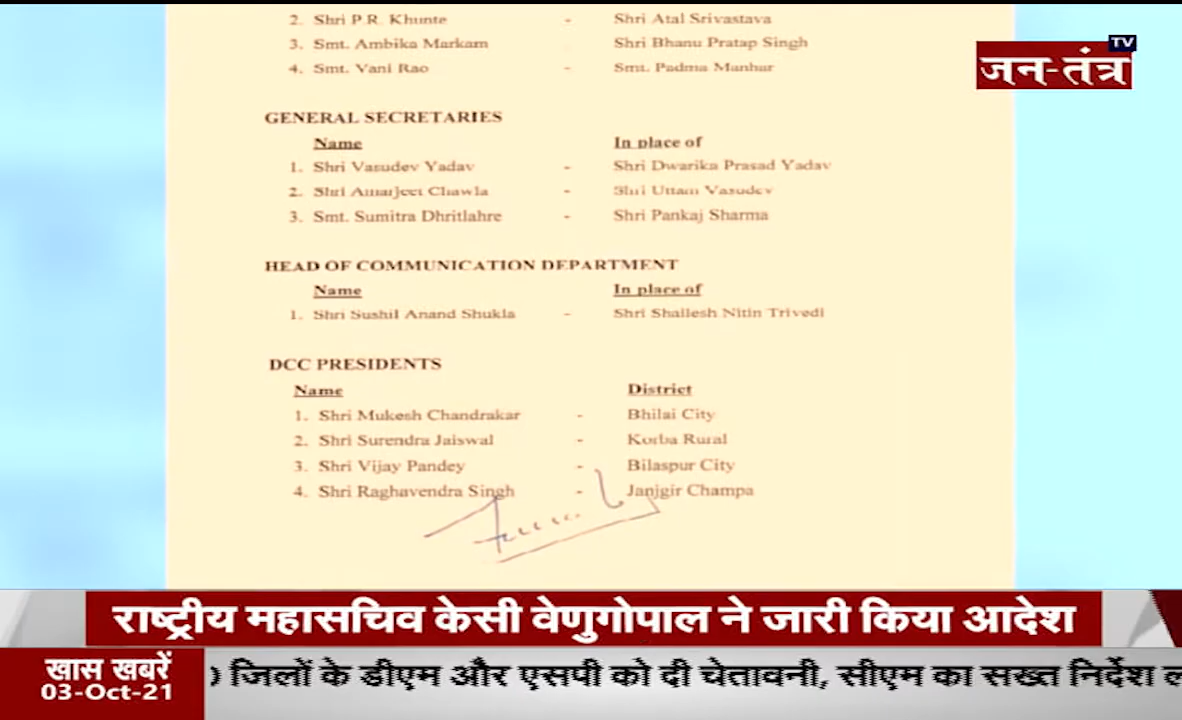 2. Shri P.R. Khunte - Shri Atal Srivastava
TV
3. Smt. Ambika Markam Shri Bhanu Pratap Singh
जन-तंत्र
4. Smt. Vani Rao - Smt. Padma Manhar
GENERAL SECRETARIES
Name In place of
1. Shri Vasudev Yadav - Shri Dwarika Prasad Yadav
2. Shri Amarjeet Chawla - Shri Uttam Vasudev
3. Smt. Sumitra Dhritlahre - Shri Pankaj Sharma
HEAD OF COMMUNICATION DEPARTMENT
Name In place of
1. Shri Sushil Anand Shukla - Shri Shailesh Nitin Trivedi
DCC PRESIDENTS
Name District
1. Shri Mukesh Chandrakar - Bhilai City
2. Shri Surendra Jaiswal - Korba Rural
3. Shri Vijay Pandey - Bilaspur City
4. Shri Raghavendra Singh - Janjgir Champa
राष्ट्रीय महासचिव केसी वेणुगोपाल ने जारी किया आदेश
खास खबरें
03-Oct-21
जिलों के डीएम और एसपी को दी चेतावनी, सीएम का सख्त निर्देश